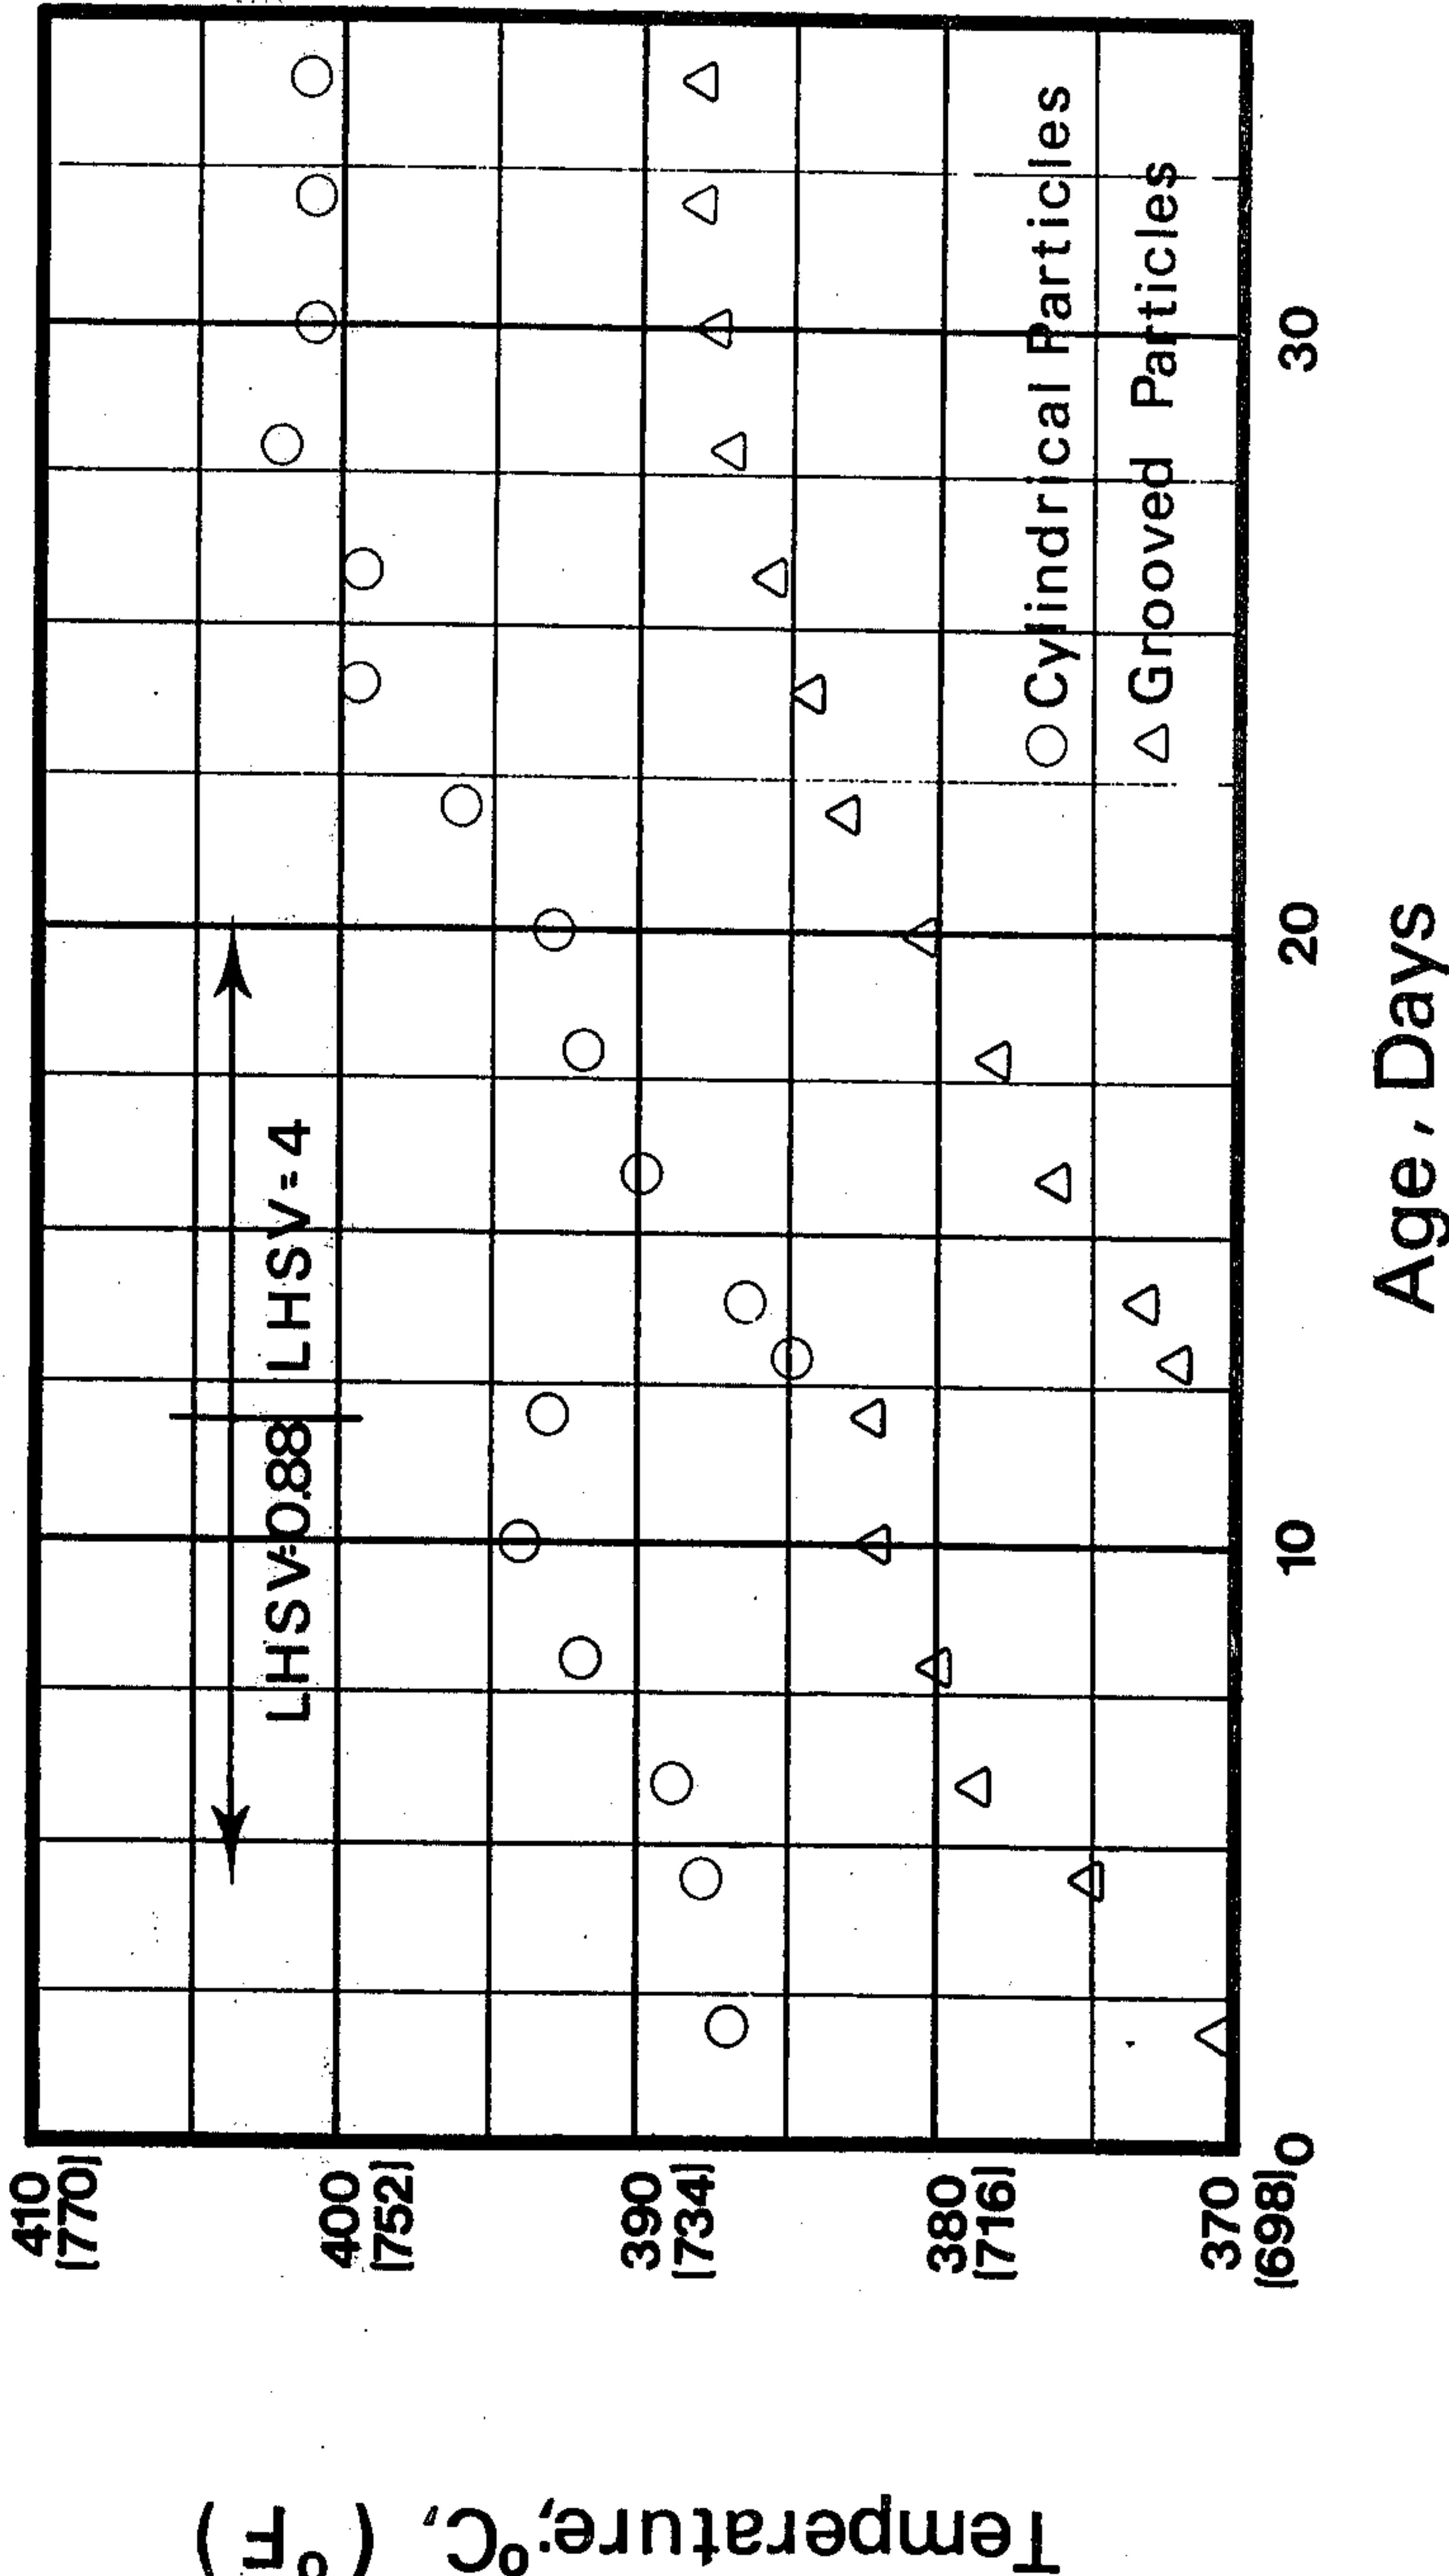 Temperature;°C, (°F)
410
[770]
400
[752]
390
[734]
380
[716]
370
[698]
LHSV=0.88 LHSV=4
Cylindrical Particles
Grooved Particles
0
10
20
30
Age, Days